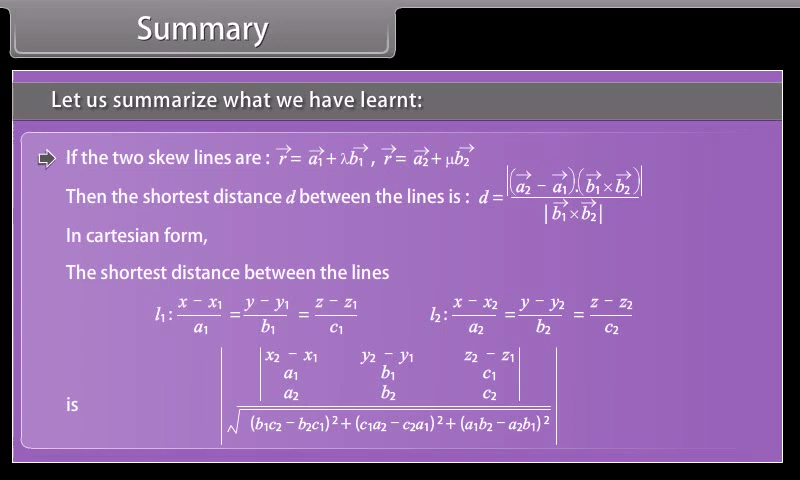 Summary
Let us summarize what we have learnt:
If the two skew lines are : r⃗ = a⃗₁ + λb⃗₁ , r⃗ = a⃗₂ + μb⃗₂
Then the shortest distance d between the lines is : d = |(a⃗₂ − a⃗₁).(b⃗₁×b⃗₂)| / |b⃗₁×b⃗₂|
In cartesian form,
The shortest distance between the lines
l₁: (x − x₁)/a₁ = (y − y₁)/b₁ = (z − z₁)/c₁ l₂: (x − x₂)/a₂ = (y − y₂)/b₂ = (z − z₂)/c₂
x₂ − x₁ y₂ − y₁ z₂ − z₁
a₁ b₁ c₁
a₂ b₂ c₂
is
√(b₁c₂ − b₂c₁)² + (c₁a₂ − c₂a₁)² + (a₁b₂ − a₂b₁)²